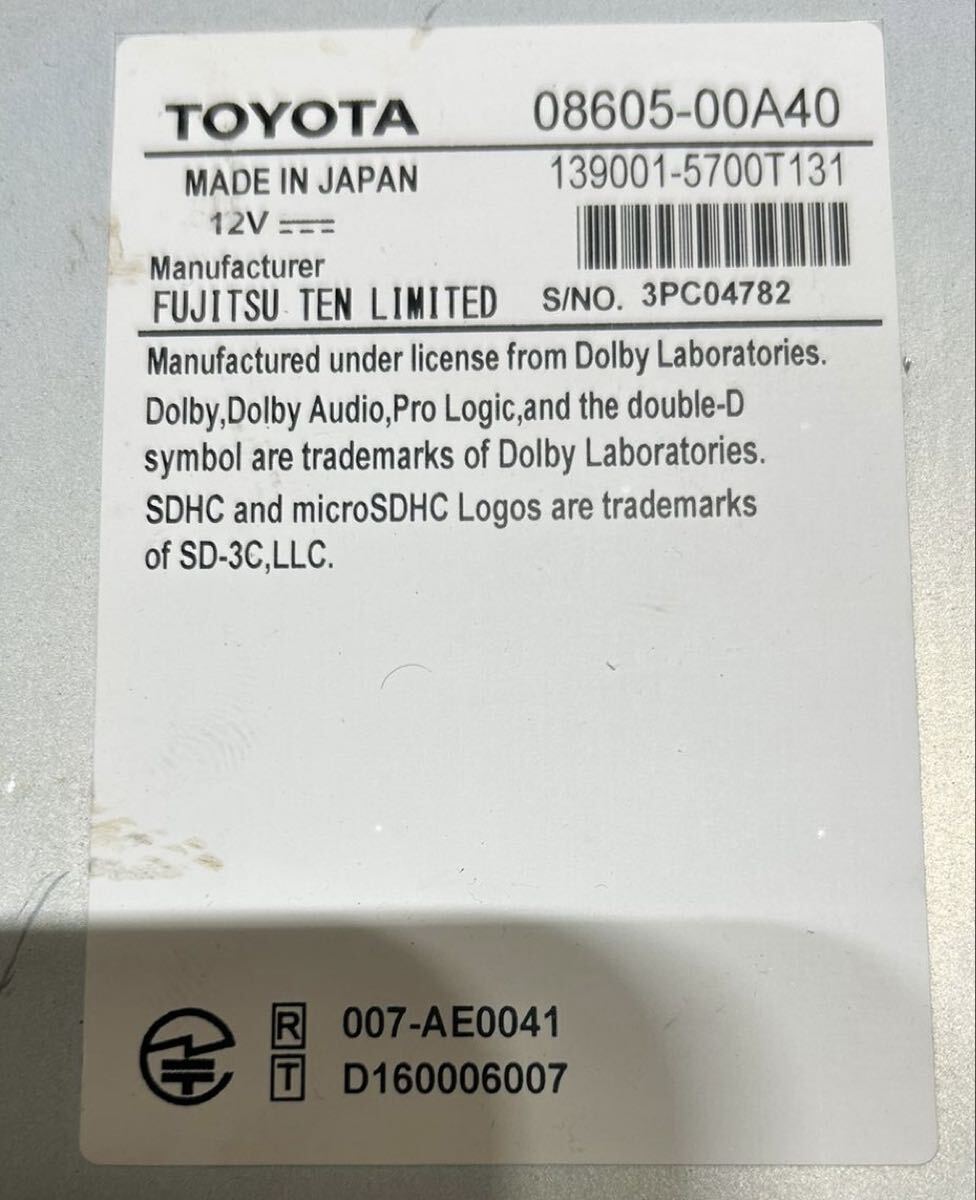 TOYOTA 08605-00A40
MADE IN JAPAN 139001-5700T131
12V
Manufacturer
FUJITSU TEN LIMITED S/NO. 3PC04782
Manufactured under license from Dolby Laboratories.
Dolby,Dolby Audio,Pro Logic,and the double-D
symbol are trademarks of Dolby Laboratories.
SDHC and microSDHC Logos are trademarks
of SD-3C,LLC.
R 007-AE0041
T D160006007